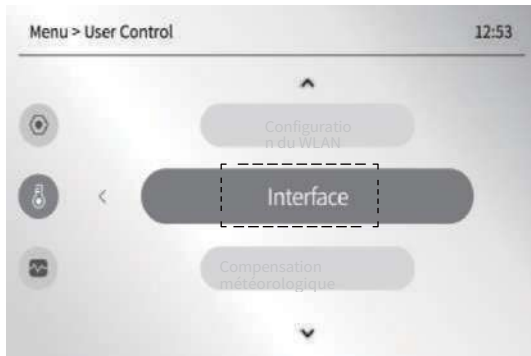 Menu > User Control
12:53
Configuratio
n du WLAN
Interface
Compensation
météorologique